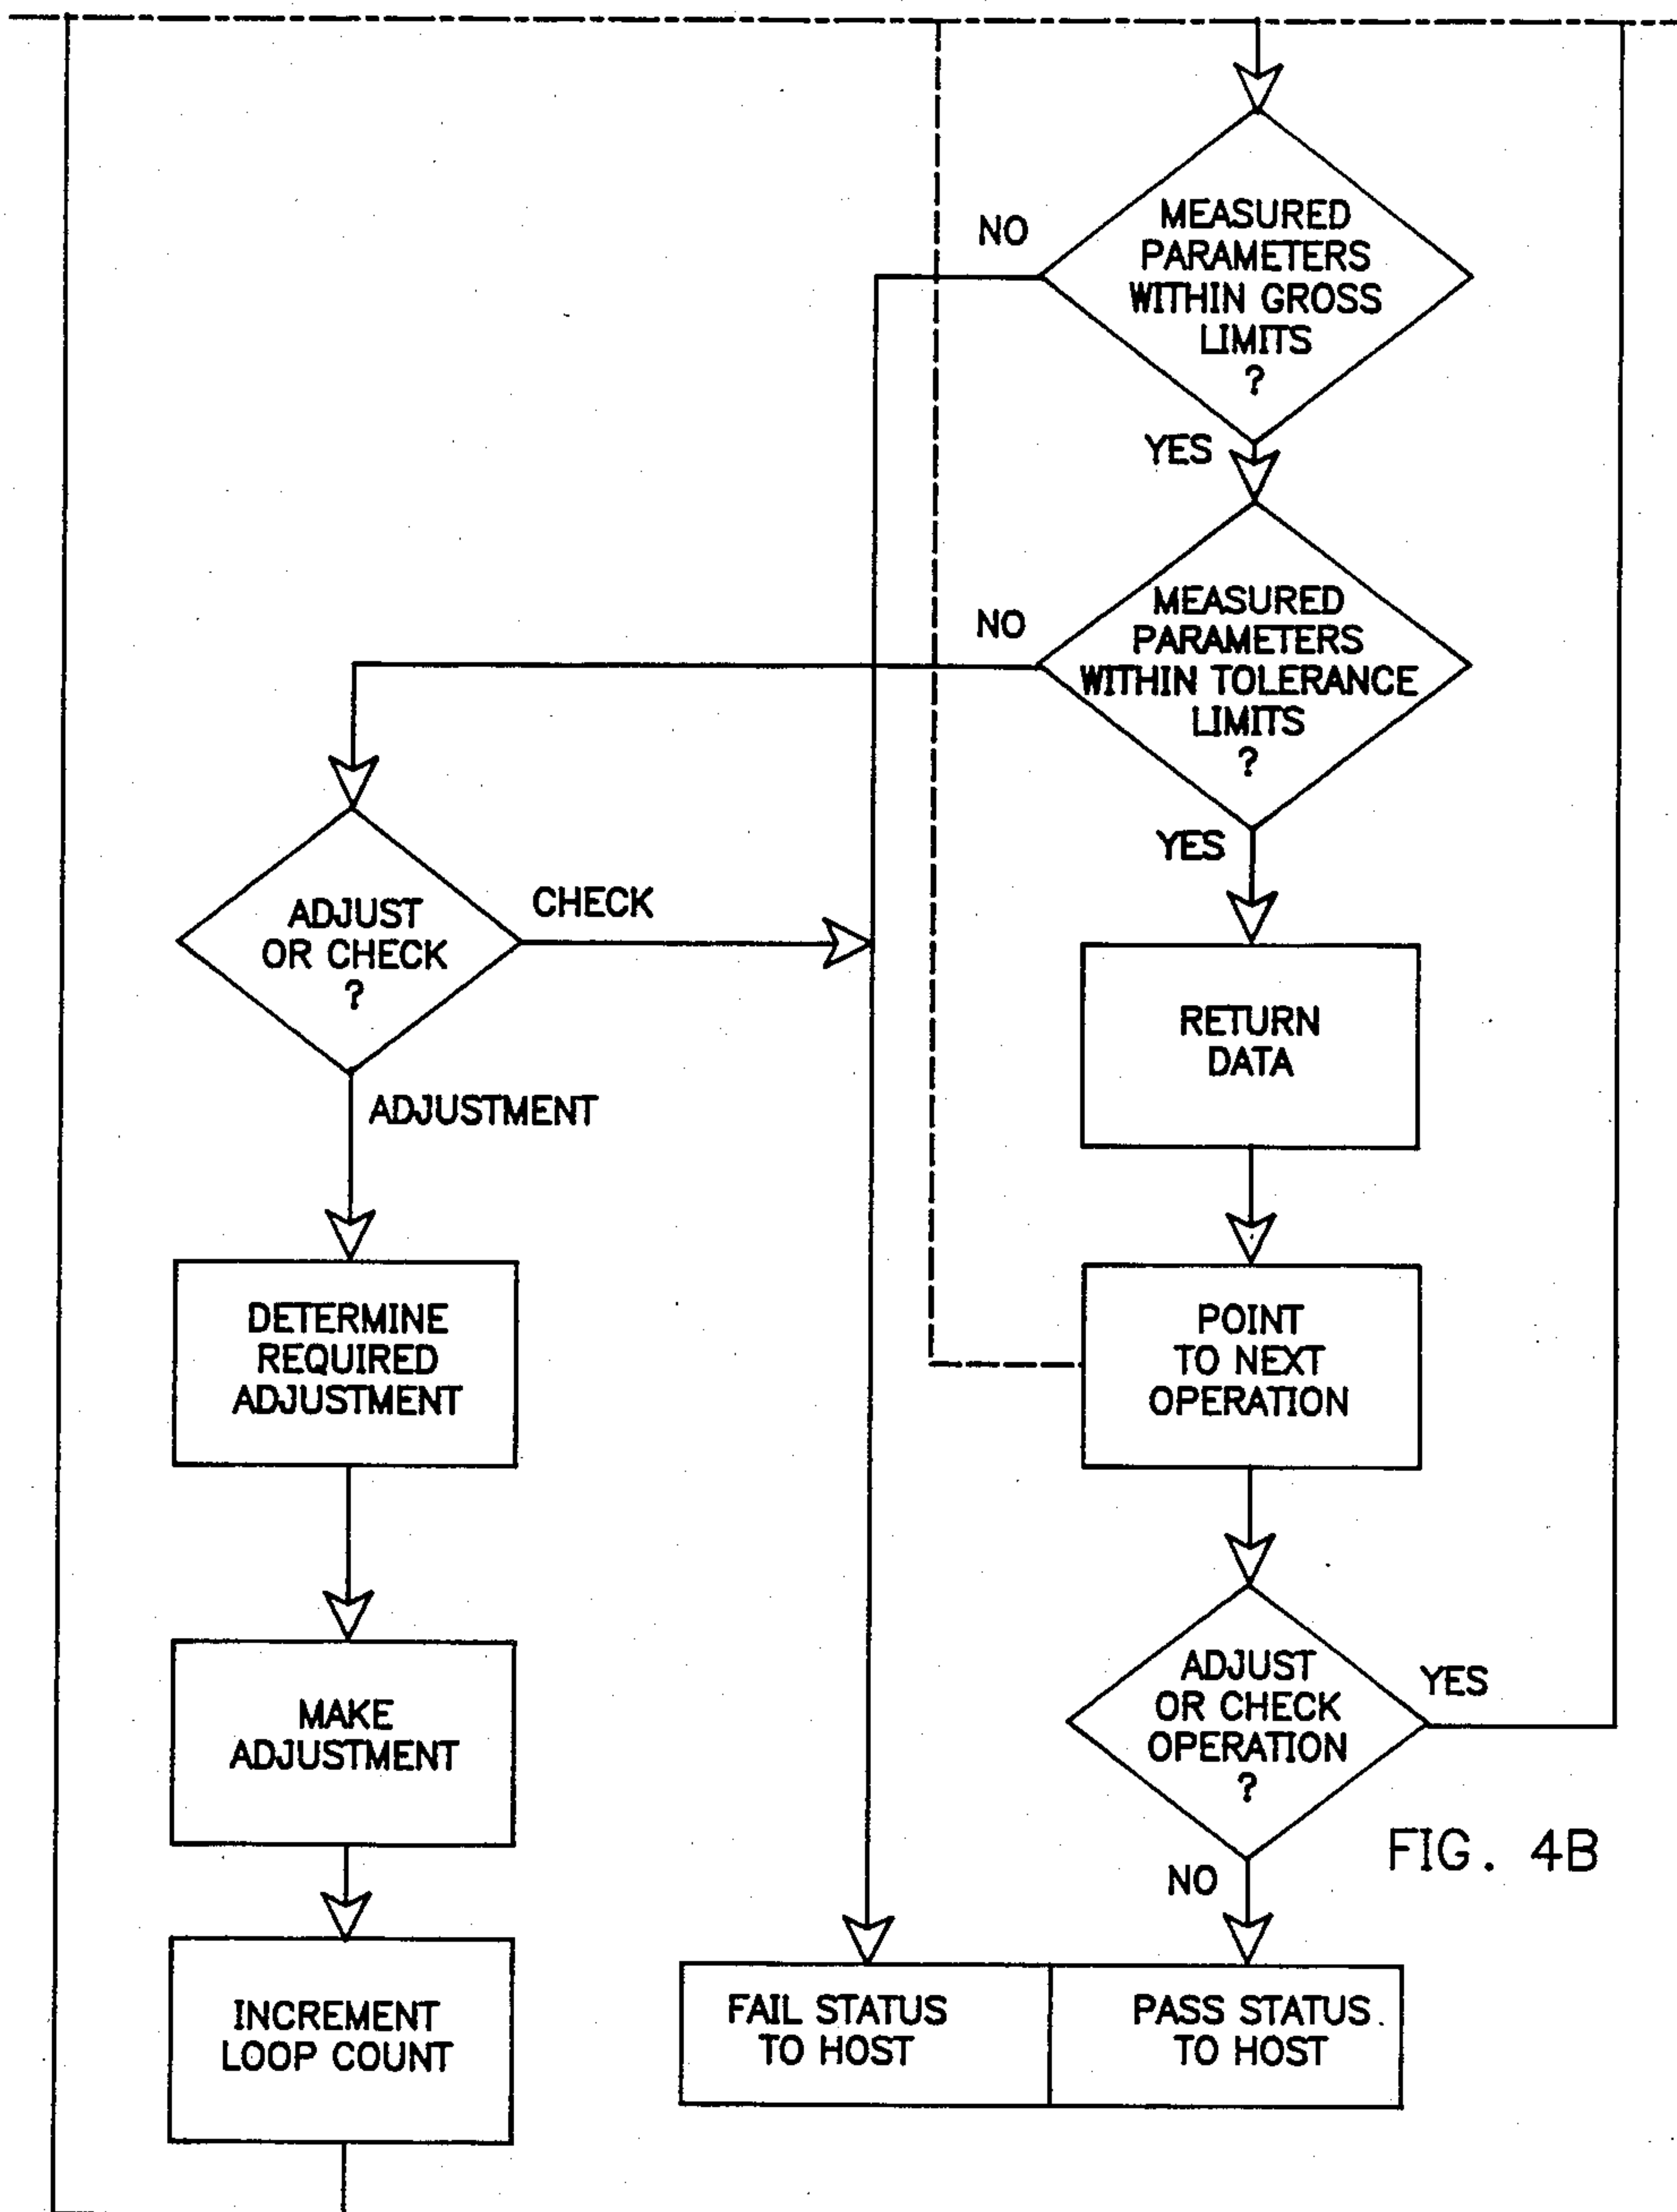 NO
MEASURED
PARAMETERS
WITHIN GROSS
LIMITS
?
YES
NO
MEASURED
PARAMETERS
WITHIN TOLERANCE
LIMITS
?
YES
ADJUST
OR CHECK
?
CHECK
ADJUSTMENT
RETURN
DATA
DETERMINE
REQUIRED
ADJUSTMENT
POINT
TO NEXT
OPERATION
MAKE
ADJUSTMENT
ADJUST
OR CHECK
OPERATION
?
YES
NO
FIG. 4B
INCREMENT
LOOP COUNT
FAIL STATUS
TO HOST
PASS STATUS
TO HOST